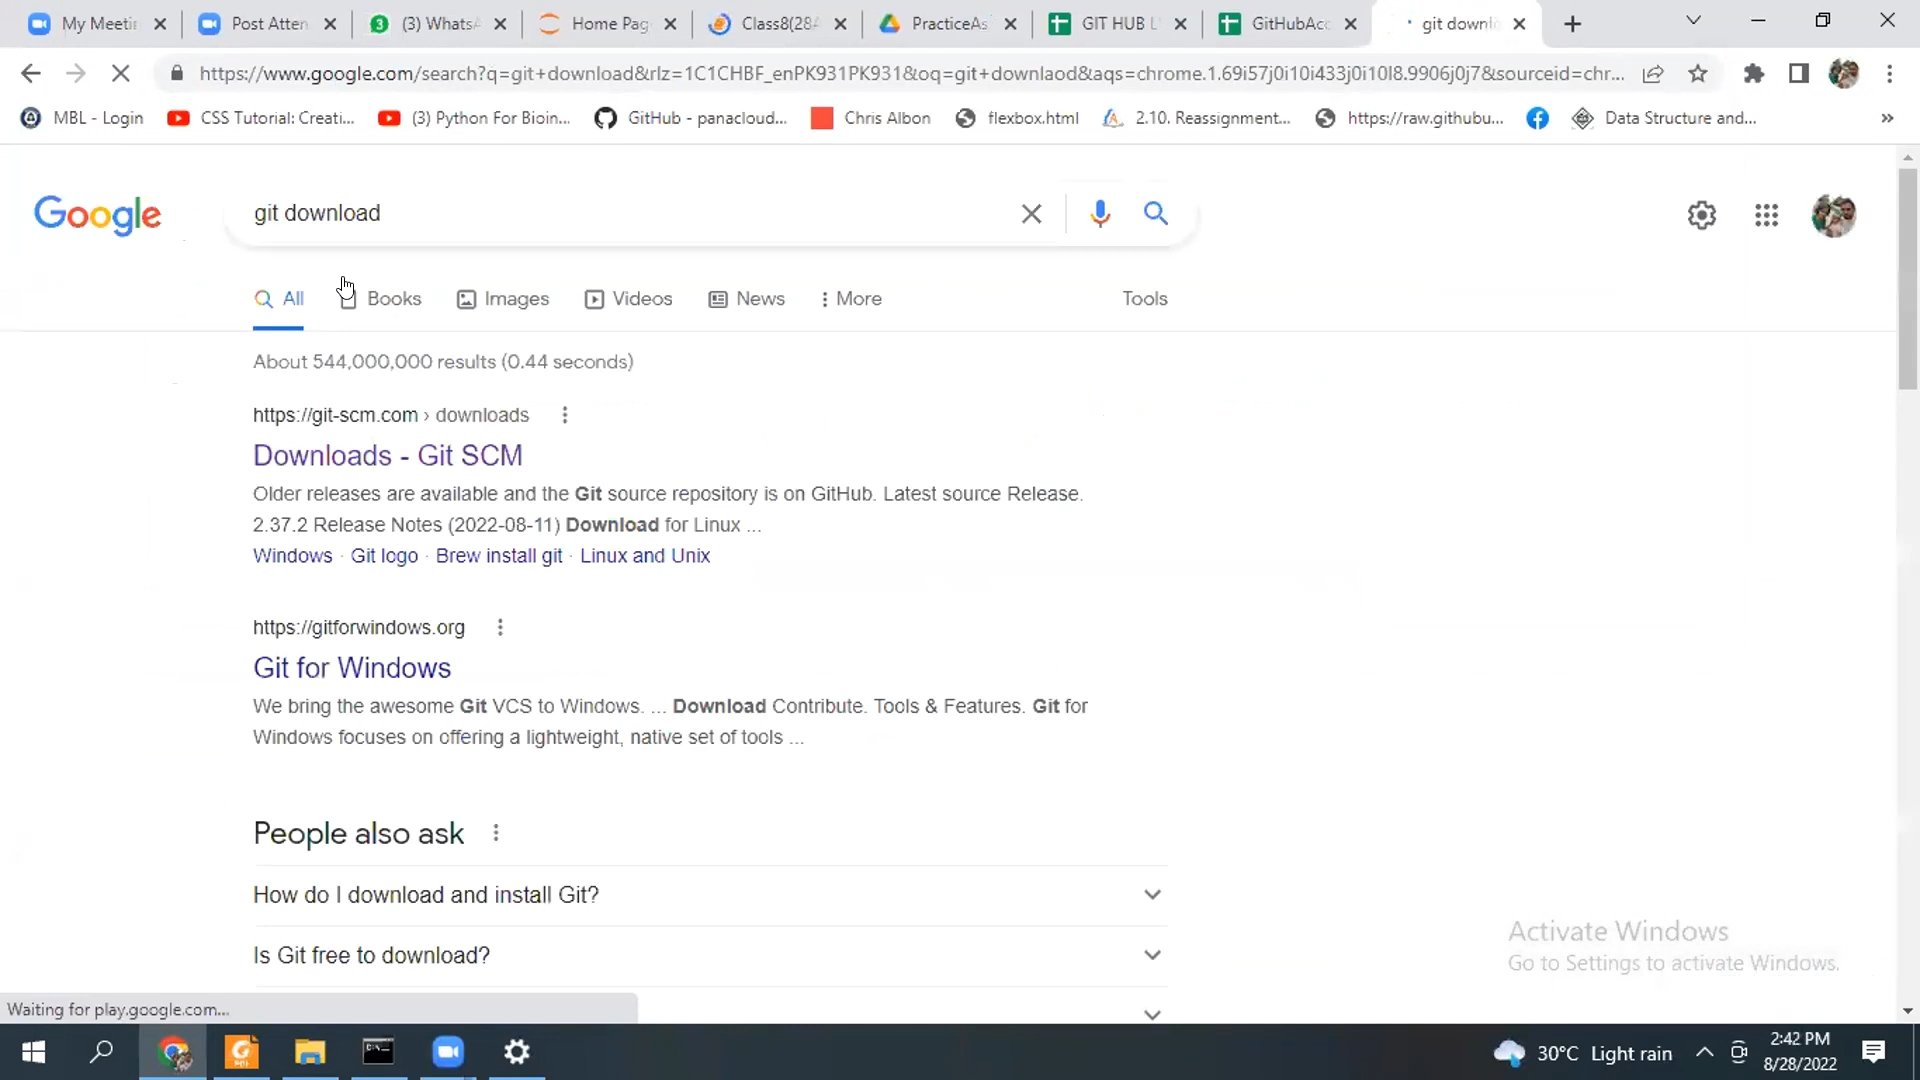 My Meetin
Post Atten
(3) WhatsA
Home Pag
Class8(28A
PracticeAs
GIT HUB L
GitHubAcc
git downlo
https://www.google.com/search?q=git+download&rlz=1C1CHBF_enPK931PK931&oq=git+downlaod&aqs=chrome.1.69i57j0i10i433j0i10l8.9906j0j7&sourceid=chr...
MBL - Login
CSS Tutorial: Creati...
(3) Python For Bioin...
GitHub - panacloud...
Chris Albon
flexbox.html
2.10. Reassignment...
https://raw.githubu...
Data Structure and...
Google
git download
All
Books
Images
Videos
News
More
Tools
About 544,000,000 results (0.44 seconds)
https://git-scm.com › downloads
Downloads - Git SCM
Older releases are available and the Git source repository is on GitHub. Latest source Release.
2.37.2 Release Notes (2022-08-11) Download for Linux ...
Windows · Git logo · Brew install git · Linux and Unix
https://gitforwindows.org
Git for Windows
We bring the awesome Git VCS to Windows. ... Download Contribute. Tools & Features. Git for
Windows focuses on offering a lightweight, native set of tools ...
People also ask
How do I download and install Git?
Is Git free to download?
Activate Windows
Go to Settings to activate Windows.
Waiting for play.google.com...
30°C Light rain
2:42 PM
8/28/2022